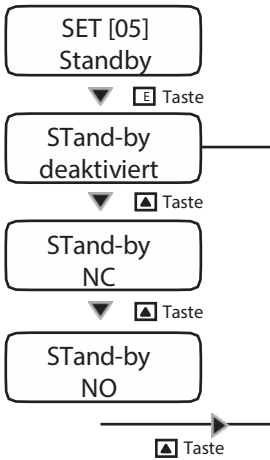 SET [05]
Standby
E Taste
STand-by
deaktiviert
Taste
STand-by
NC
Taste
STand-by
NO
Taste